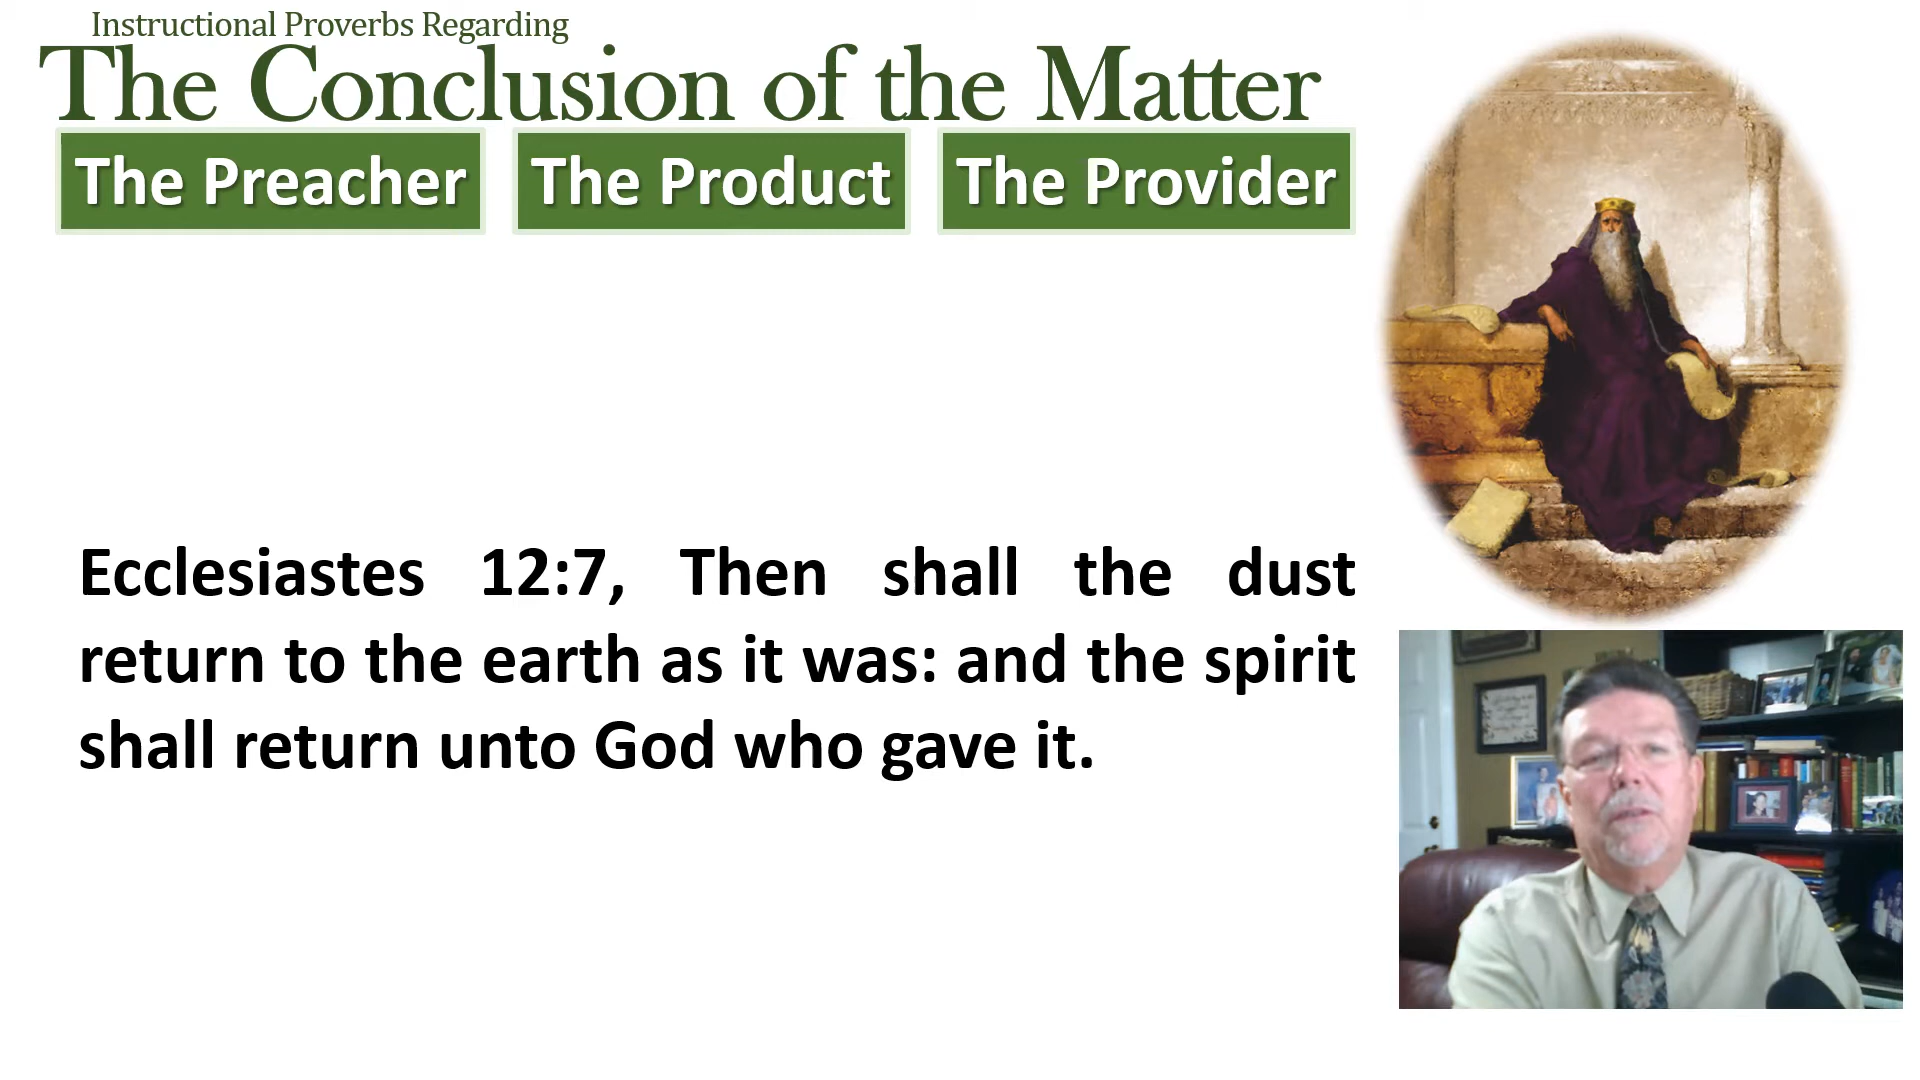 Instructional Proverbs Regarding
The Conclusion of the Matter
The Preacher
The Product
The Provider
Ecclesiastes 12:7, Then shall the dust
return to the earth as it was: and the spirit
shall return unto God who gave it.